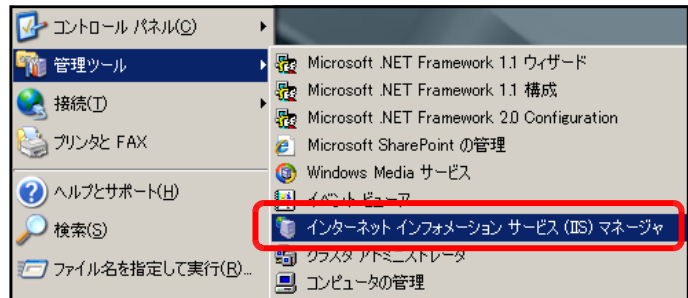 コントロール パネル(C)
管理ツール
接続(T)
プリンタと FAX
ヘルプとサポート(H)
検索(S)
ファイル名を指定して実行(R)...
Microsoft .NET Framework 1.1 ウィザード
Microsoft .NET Framework 1.1 構成
Microsoft .NET Framework 2.0 Configuration
Microsoft SharePoint の管理
Windows Media サービス
イベント ビューア
インターネット インフォメーション サービス (IIS) マネージャ
クラスタ アドミニストレータ
コンピュータの管理